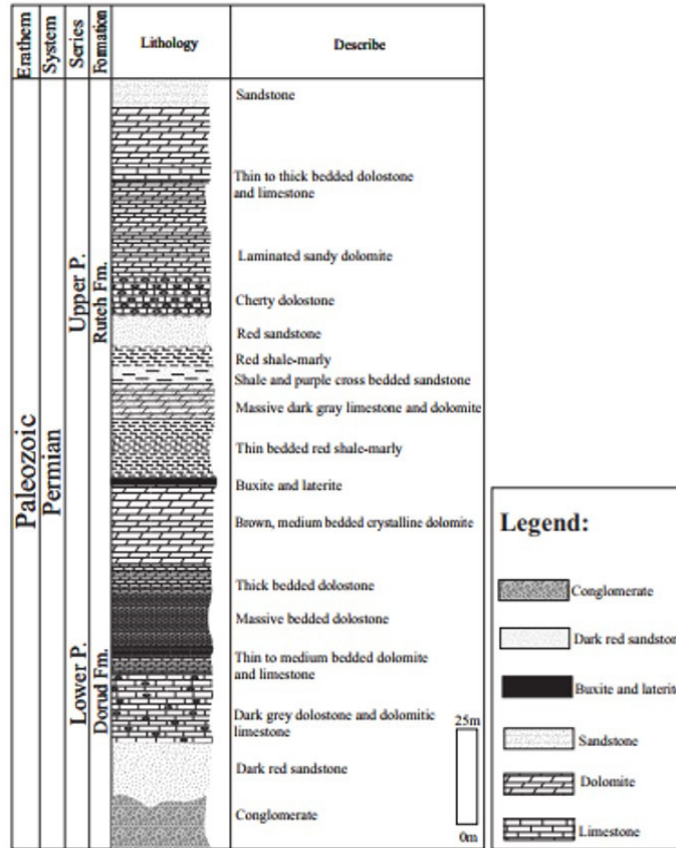 Erathem
System
Series
Formation
Lithology
Describe
Paleozoic
Permian
Upper P.
Lower P.
Rutch Fm.
Dorud Fm.
Sandstone
Thin to thick bedded dolostone
and limestone
Laminated sandy dolomite
Cherty dolostone
Red sandstone
Red shale-marly
Shale and purple cross bedded sandstone
Massive dark gray limestone and dolomite
Thin bedded red shale-marly
Buxite and laterite
Brown, medium bedded crystalline dolomite
Thick bedded dolostone
Massive bedded dolostone
Thin to medium bedded dolomite
and limestone
Dark grey dolostone and dolomitic
limestone
Dark red sandstone
Conglomerate
25m
0m
Legend:
Conglomerate
Dark red sandston
Buxite and laterite
Sandstone
Dolomite
Limestone